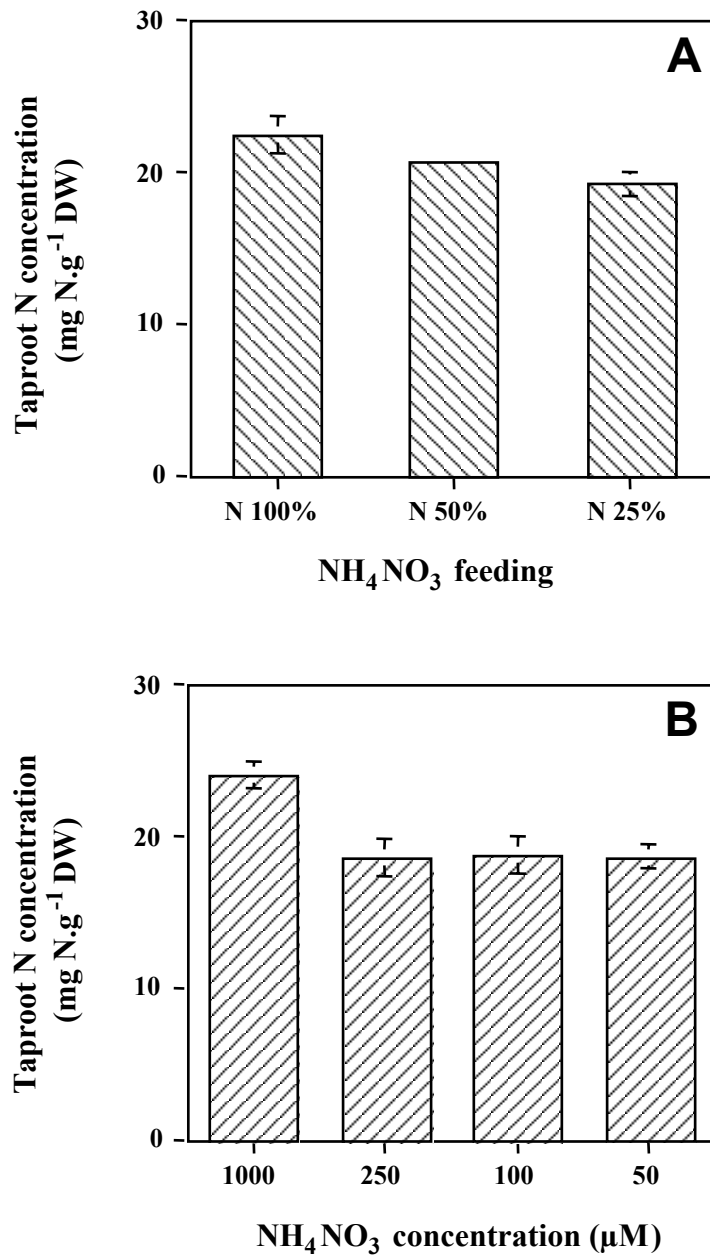 30
A
20
10
0
Taproot N concentration
(mg N.g⁻¹ DW)
N 100% N 50% N 25%
NH₄NO₃ feeding
30
B
20
10
0
Taproot N concentration
(mg N.g⁻¹ DW)
1000 250 100 50
NH₄NO₃ concentration (µM)